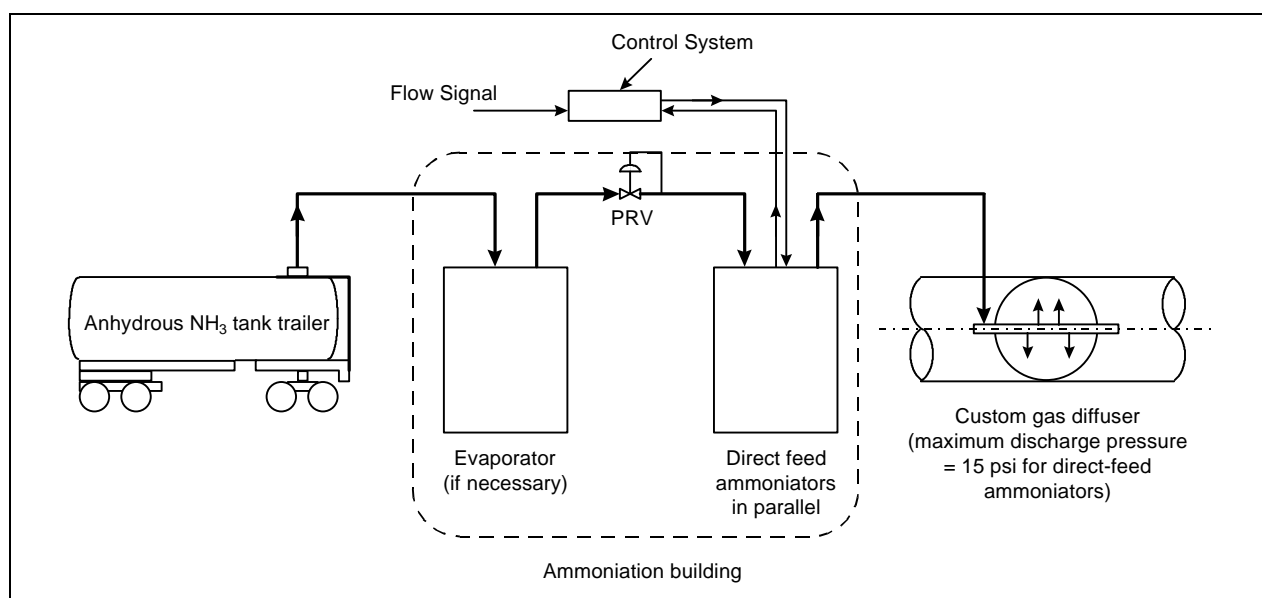 Control System
Flow Signal
PRV
Anhydrous NH₃ tank trailer
Evaporator
(if necessary)
Direct feed
ammoniators
in parallel
Custom gas diffuser
(maximum discharge pressure
= 15 psi for direct-feed
ammoniators)
Ammoniation building